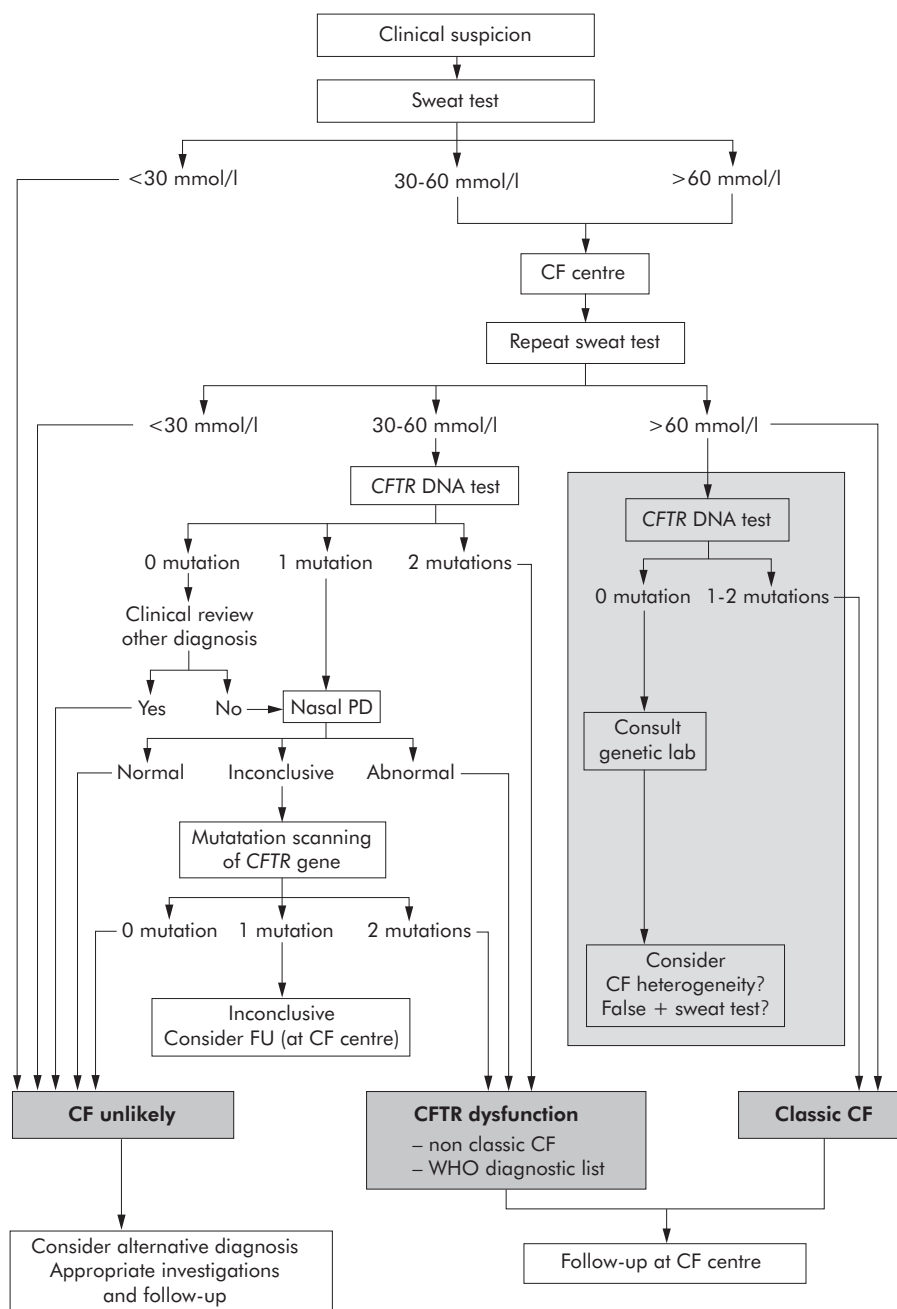 Clinical suspicion
Sweat test
<30 mmol/l
30-60 mmol/l
>60 mmol/l
CF centre
Repeat sweat test
<30 mmol/l
30-60 mmol/l
>60 mmol/l
CFTR DNA test
CFTR DNA test
0 mutation
1 mutation
2 mutations
0 mutation
1-2 mutations
Clinical review
other diagnosis
Yes
No
Nasal PD
Consult
genetic lab
Normal
Inconclusive
Abnormal
Mutatation scanning
of CFTR gene
0 mutation
1 mutation
2 mutations
Consider
CF heterogeneity?
False + sweat test?
Inconclusive
Consider FU (at CF centre)
CF unlikely
CFTR dysfunction
– non classic CF
– WHO diagnostic list
Classic CF
Consider alternative diagnosis
Appropriate investigations
and follow-up
Follow-up at CF centre